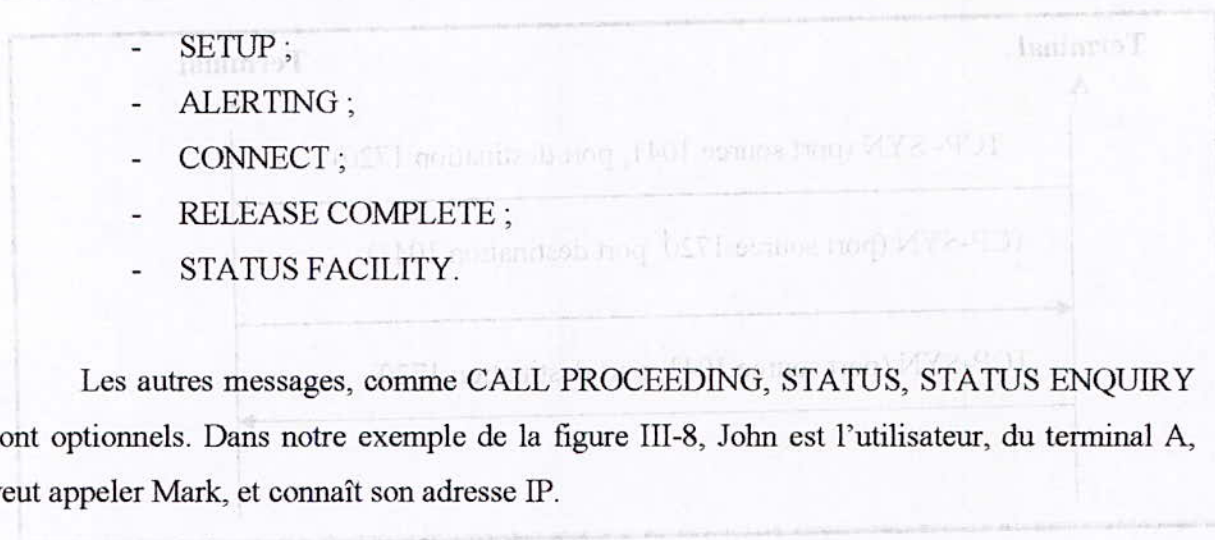 - SETUP ;
- ALERTING ;
- CONNECT ;
- RELEASE COMPLETE ;
- STATUS FACILITY.
Les autres messages, comme CALL PROCEEDING, STATUS, STATUS ENQUIRY
ont optionnels. Dans notre exemple de la figure III-8, John est l'utilisateur, du terminal A,
eut appeler Mark, et connaît son adresse IP.